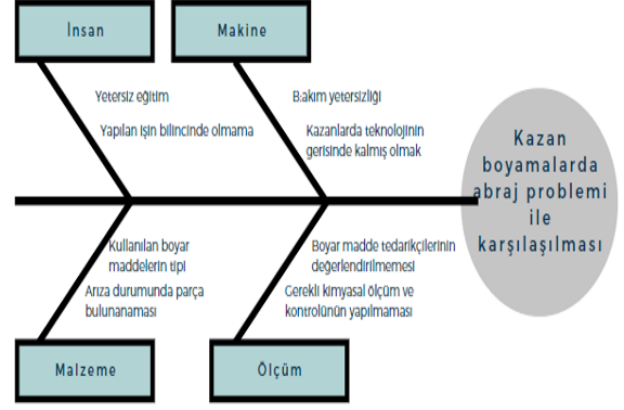 İnsan
Makine
Yetersiz eğitim
Yapılan işin bilincinde olmama
B:akım yetersizliği
Kazanlarda teknolojinin
gerisinde kalmış olmak
Kazan
boyamalarda
abraj problemi
ile
karşılaşılması
Kullanılan boyar
maddelerin tipi
Arıza durumunda parça
bulunanaması
Boyar madde tedarikçilerinin
değerlendirilmemesi
Gerekli kimyasal ölçüm ve
kontrolünün yapılmaması
Malzeme
Ölçüm